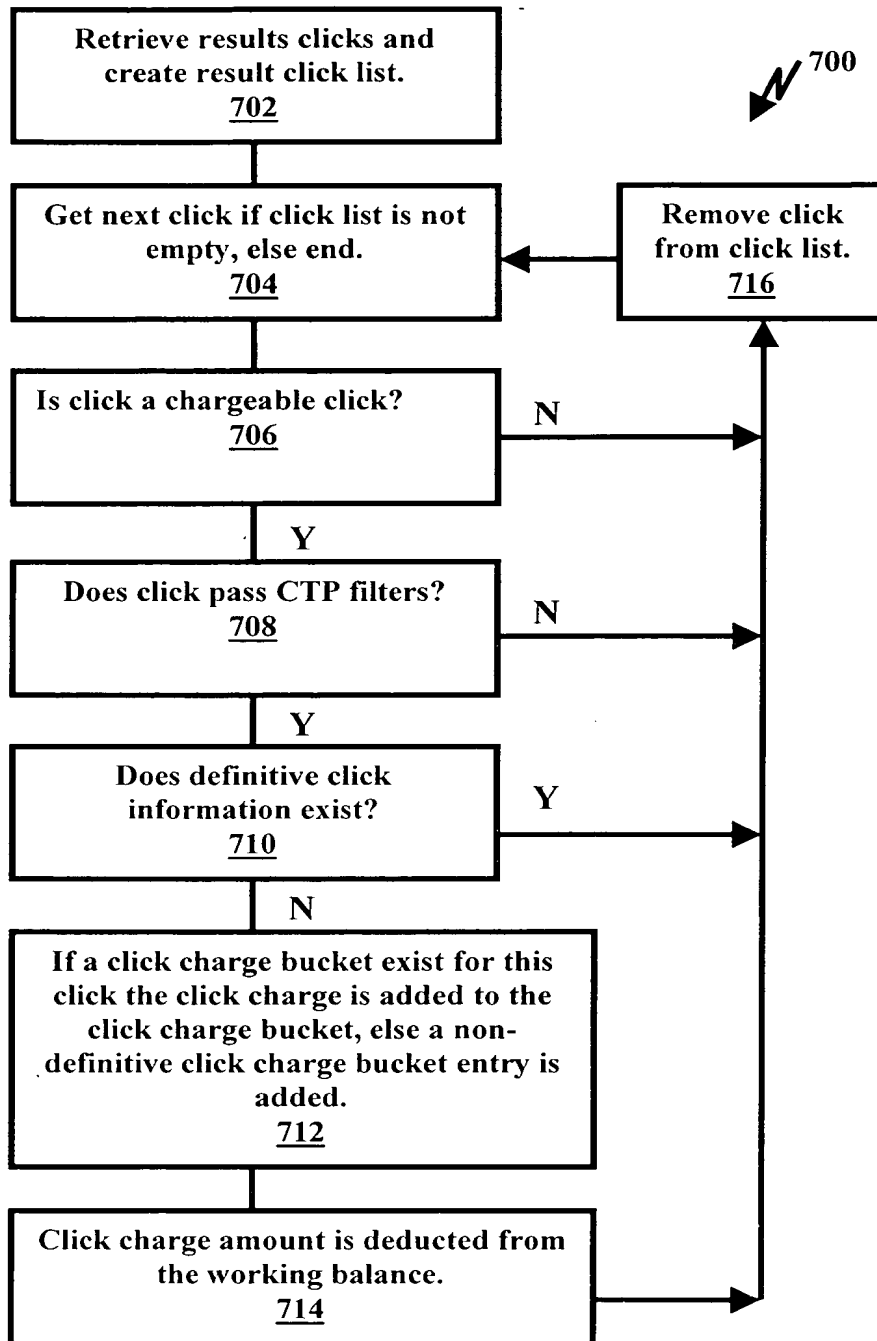 Retrieve results clicks and
create result click list.
702
700
Get next click if click list is not
empty, else end.
704
Remove click
from click list.
716
Is click a chargeable click?
706
N
Y
Does click pass CTP filters?
708
N
Y
Does definitive click
information exist?
710
Y
N
If a click charge bucket exist for this
click the click charge is added to the
click charge bucket, else a non-
definitive click charge bucket entry is
added.
712
Click charge amount is deducted from
the working balance.
714